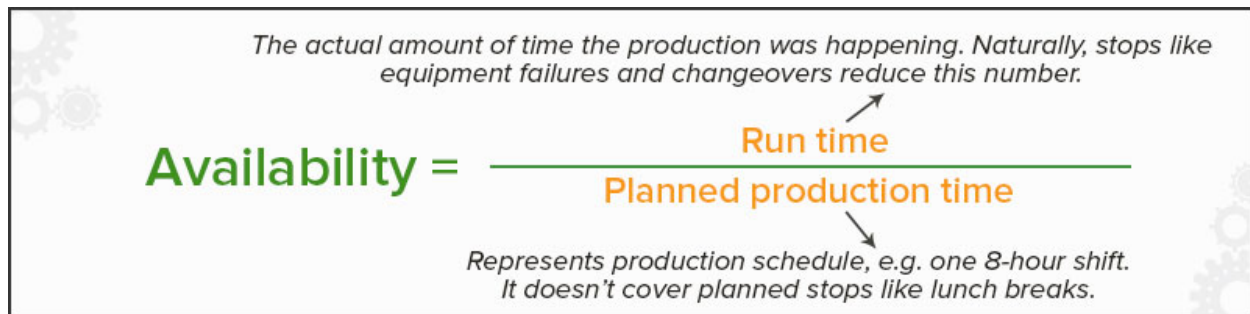 The actual amount of time the production was happening. Naturally, stops like
equipment failures and changeovers reduce this number.
Availability =
Run time
Planned production time
Represents production schedule, e.g. one 8-hour shift.
It doesn't cover planned stops like lunch breaks.